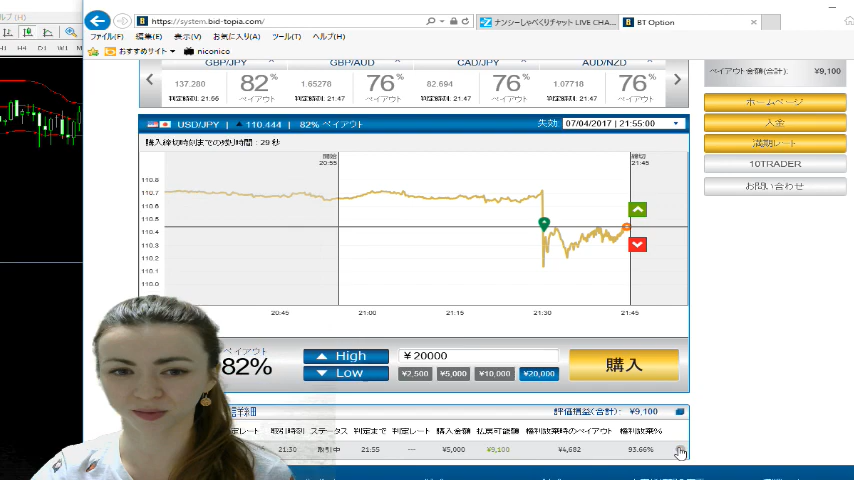 ルプ(H)
https://system.bid-topia.com/
ナンシーしゃべくりチャット LIVE CHA...
BT Option
ファイル(F) 編集(E) 表示(V) お気に入り(A) ツール(T) ヘルプ(H)
おすすめサイト niconico
H1 H4 D1 W1
GBP/JPY GBP/AUD CAD/JPY AUD/NZD
137.280 82% 1.65278 76% 82.694 76% 1.07718 76%
判定時刻. 21:56 ペイアウト 判定時刻. 21:47 ペイアウト 判定時刻. 21:47 ペイアウト 判定時刻. 21:47 ペイアウト
ペイアウト金額(合計): ¥9,100
ホームページ
入金
満期レート
10TRADER
お問い合わせ
USD/JPY 110.444 82% ペイアウト 失効 07/04/2017 | 21:55:00
購入締切時刻までの残り時間 : 29 秒
開始
20:55
締切
21:45
110.8
110.7
110.6
110.5
110.4
110.3
110.2
110.1
110.0
20:45 21:00 21:15 21:30 21:45
ペイアウト
82%
High
Low
¥20000
¥2,500 ¥5,000 ¥10,000 ¥20,000
購入
詳細 評価損益(合計): ¥9,100
定レート 取引時刻 ステータス 判定まで 判定レート 購入金額 払戻可能額 権利放棄時のペイアウト 権利放棄%
21:30 取引中 21:55 — ¥5,000 ¥9,100 ¥4,682 93.66%